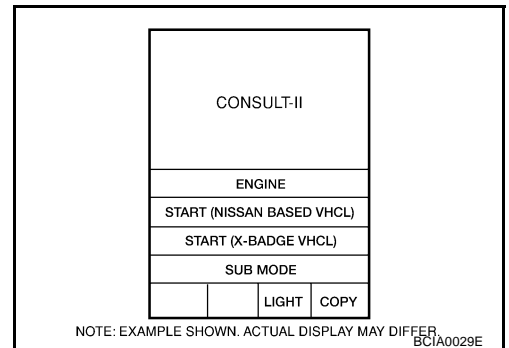 CONSULT-II
ENGINE
START (NISSAN BASED VHCL)
START (X-BADGE VHCL)
SUB MODE
LIGHT COPY
NOTE: EXAMPLE SHOWN. ACTUAL DISPLAY MAY DIFFER.
BCIA0029E